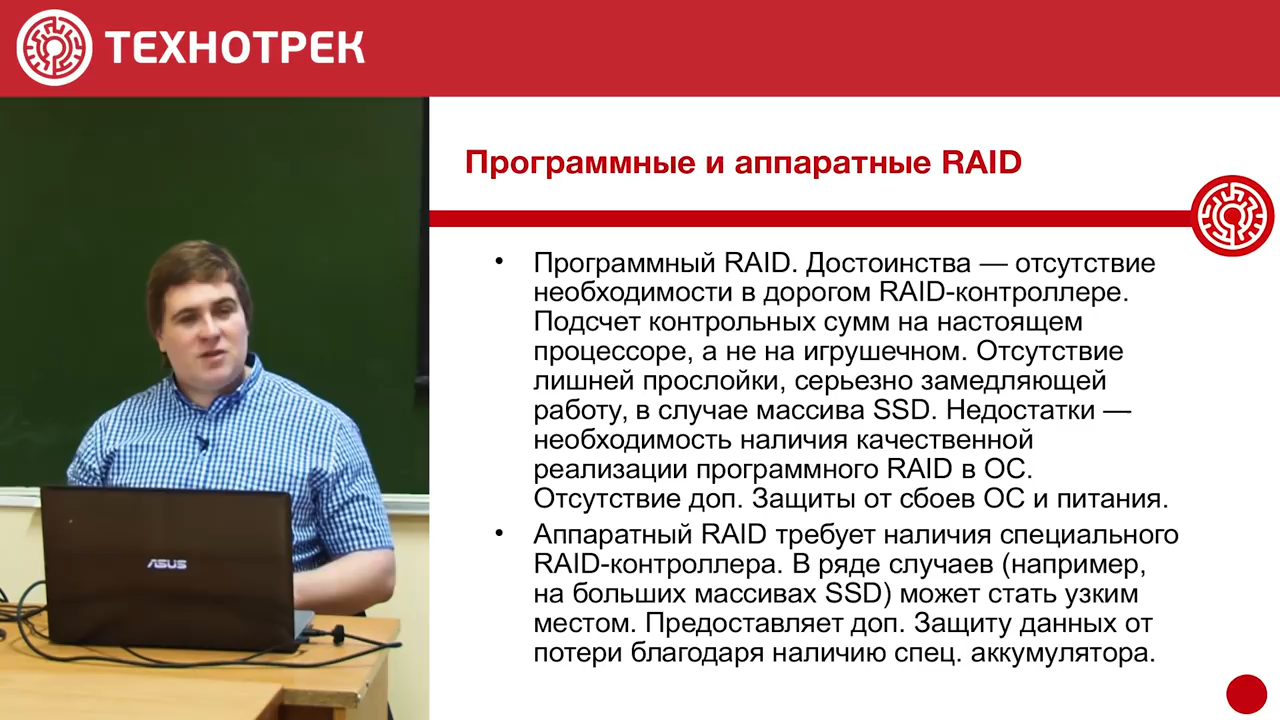 ТЕХНОТРЕК
Программные и аппаратные RAID
• Программный RAID. Достоинства — отсутствие
необходимости в дорогом RAID-контроллере.
Подсчет контрольных сумм на настоящем
процессоре, а не на игрушечном. Отсутствие
лишней прослойки, серьезно замедляющей
работу, в случае массива SSD. Недостатки —
необходимость наличия качественной
реализации программного RAID в ОС.
Отсутствие доп. Защиты от сбоев ОС и питания.
• Аппаратный RAID требует наличия специального
RAID-контроллера. В ряде случаев (например,
на больших массивах SSD) может стать узким
местом. Предоставляет доп. Защиту данных от
потери благодаря наличию спец. аккумулятора.
ASUS